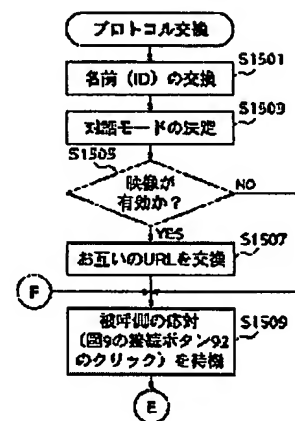 プロトコル交換
S1501
名前（ID）の交換
S1503
対話モードの決定
S1505
映像が
有効か？
NO
YES
S1507
お互いのURLを交換
F
S1509
被呼側の応対
（図9の接続ボタン92
のクリック）を待機
E